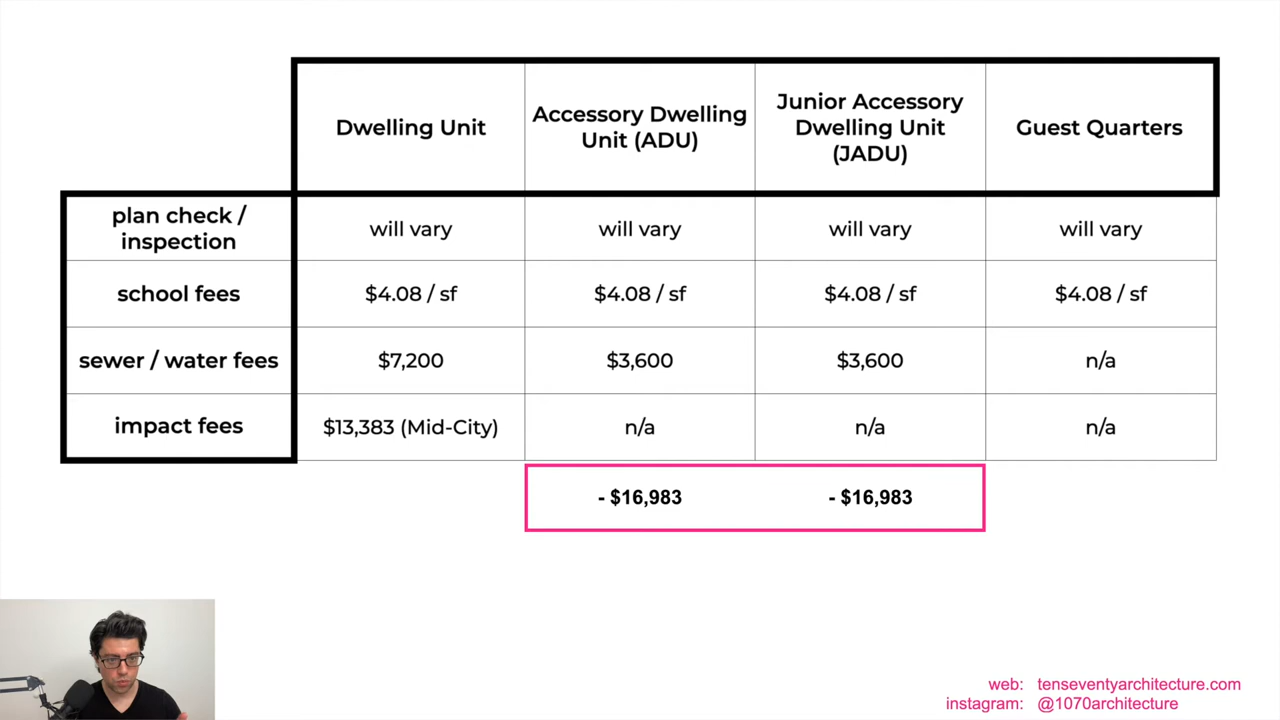 Dwelling Unit
Accessory Dwelling
Unit (ADU)
Junior Accessory
Dwelling Unit
(JADU)
Guest Quarters
plan check /
inspection
will vary
will vary
will vary
will vary
school fees
$4.08 / sf
$4.08 / sf
$4.08 / sf
$4.08 / sf
sewer / water fees
$7,200
$3,600
$3,600
n/a
impact fees
$13,383 (Mid-City)
n/a
n/a
n/a
- $16,983
- $16,983
web: tenseventyarchitecture.com
instagram: @1070architecture